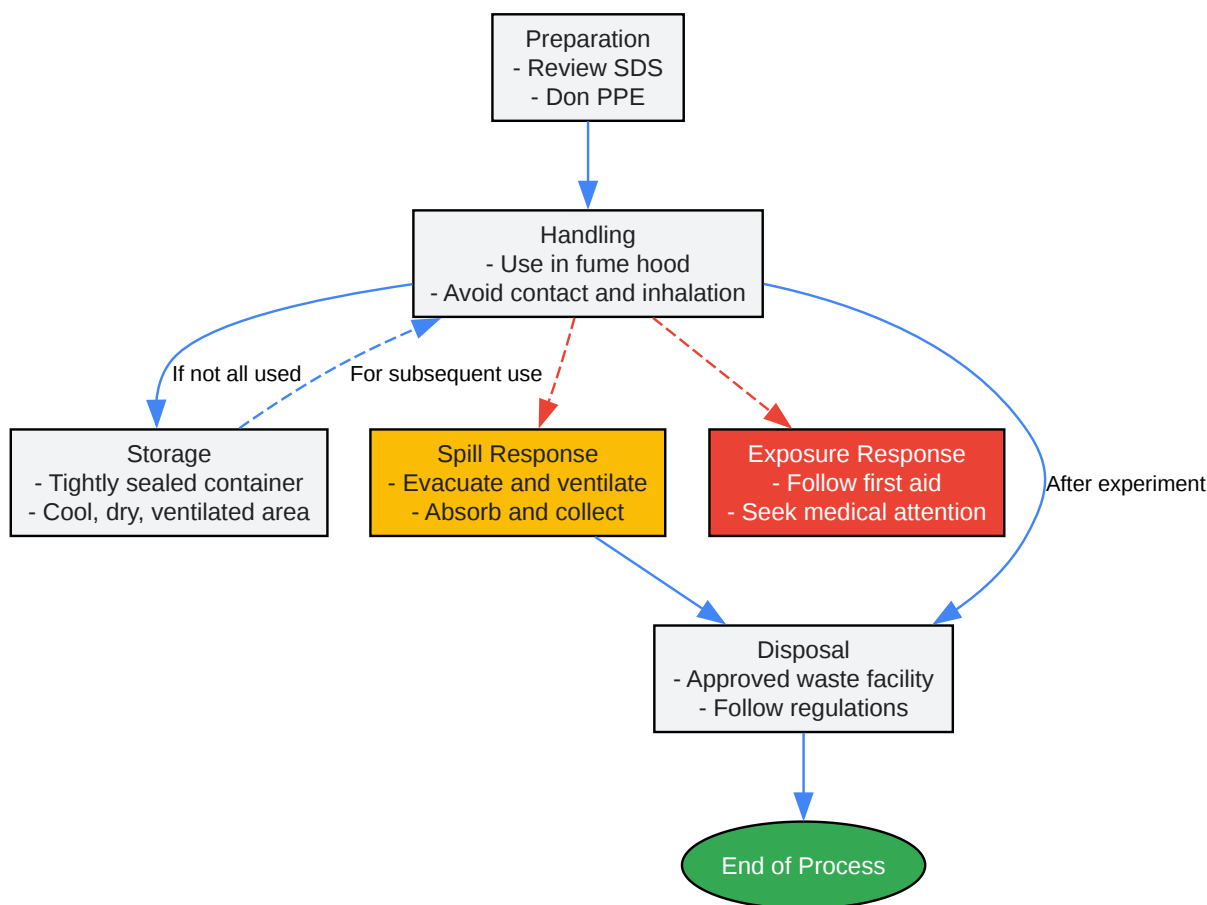 Preparation
- Review SDS
- Don PPE
Handling
- Use in fume hood
- Avoid contact and inhalation
If not all used
For subsequent use
Storage
- Tightly sealed container
- Cool, dry, ventilated area
Spill Response
- Evacuate and ventilate
- Absorb and collect
Exposure Response
- Follow first aid
- Seek medical attention
After experiment
Disposal
- Approved waste facility
- Follow regulations
End of Process